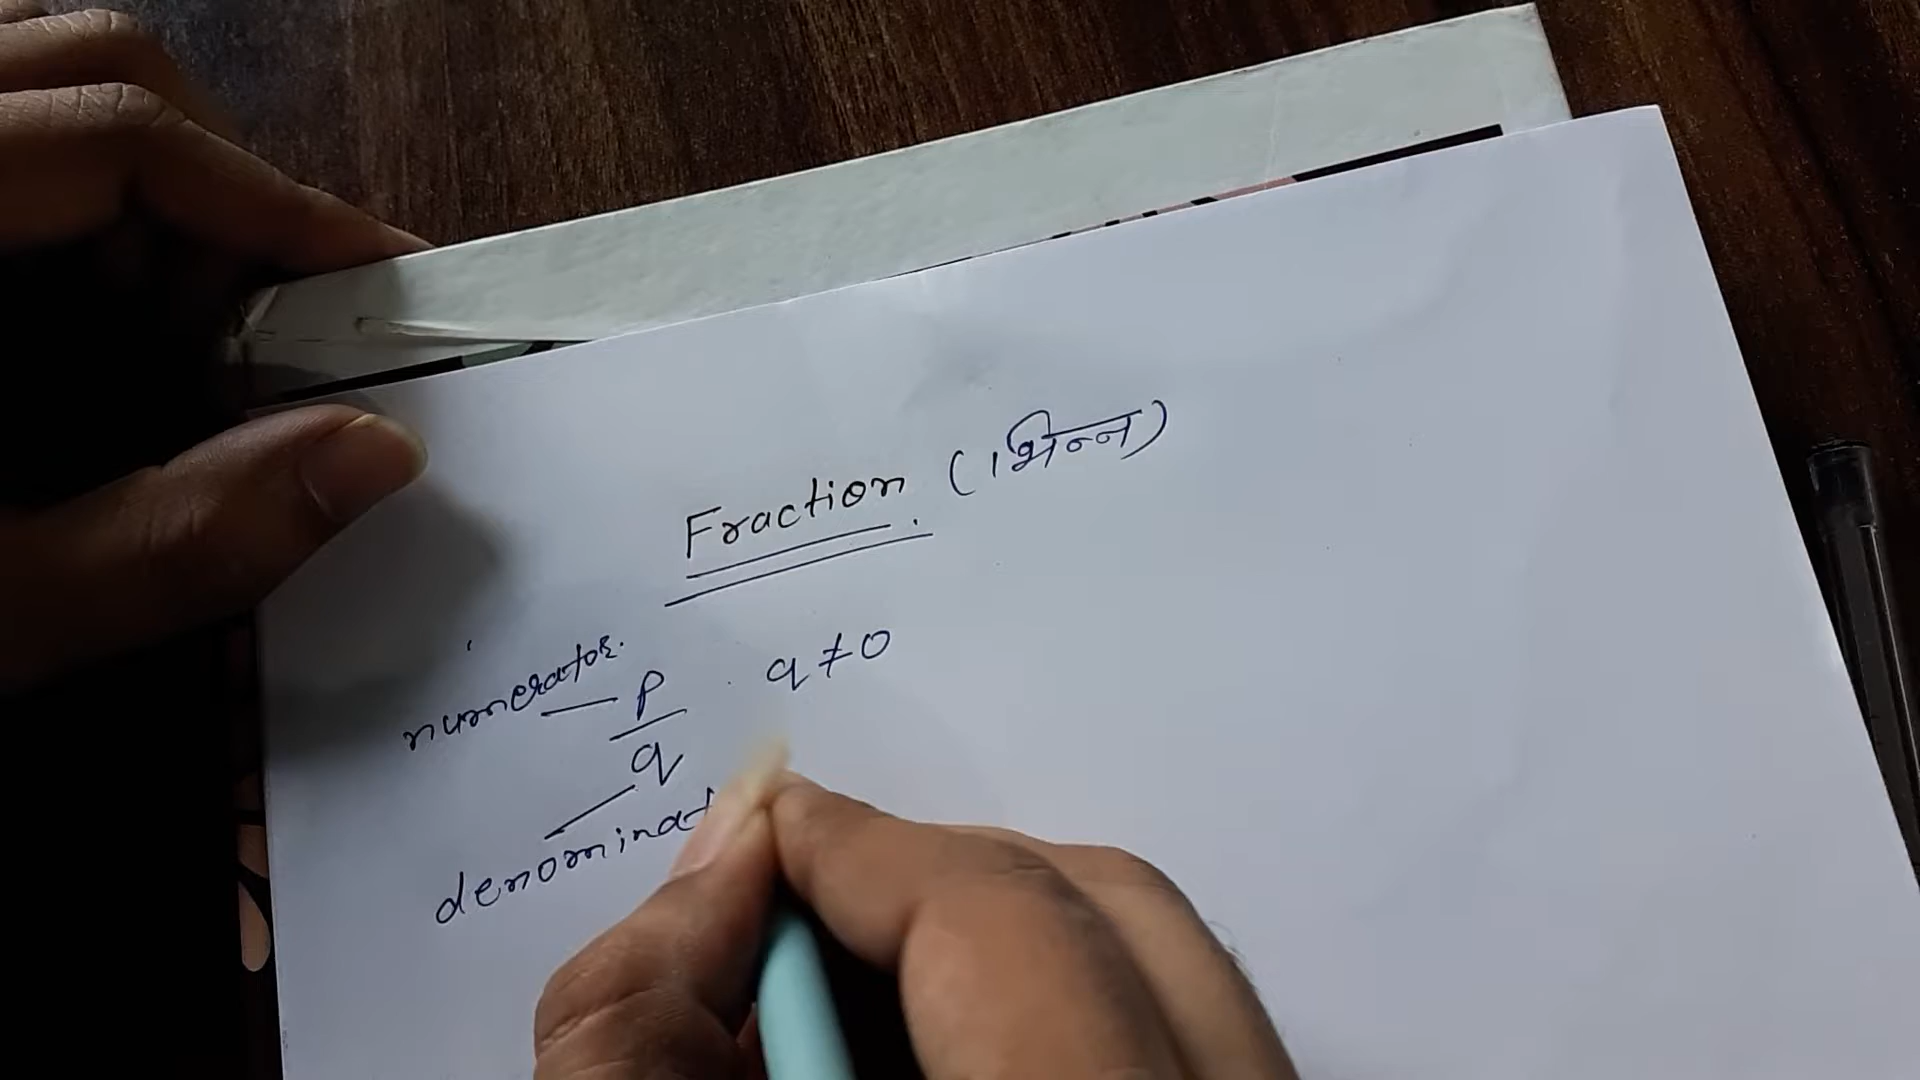 Fraction (भिन्न)
numerator. p q ≠ 0
q
denominat